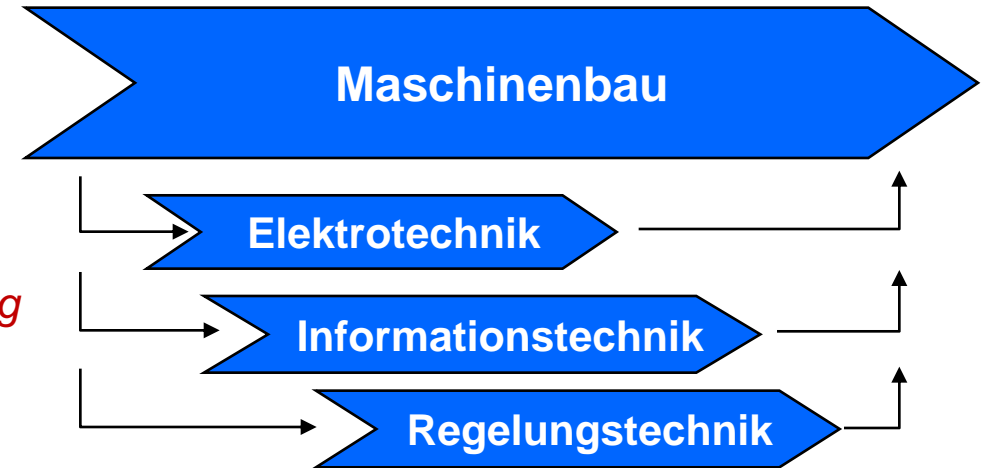 Maschinenbau
Elektrotechnik
g
Informationstechnik
Regelungstechnik